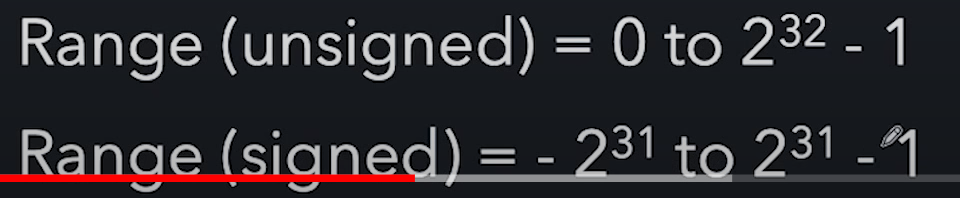 Range (unsigned) = 0 to 2³² - 1
Range (signed) = - 2³¹ to 2³¹ - 1